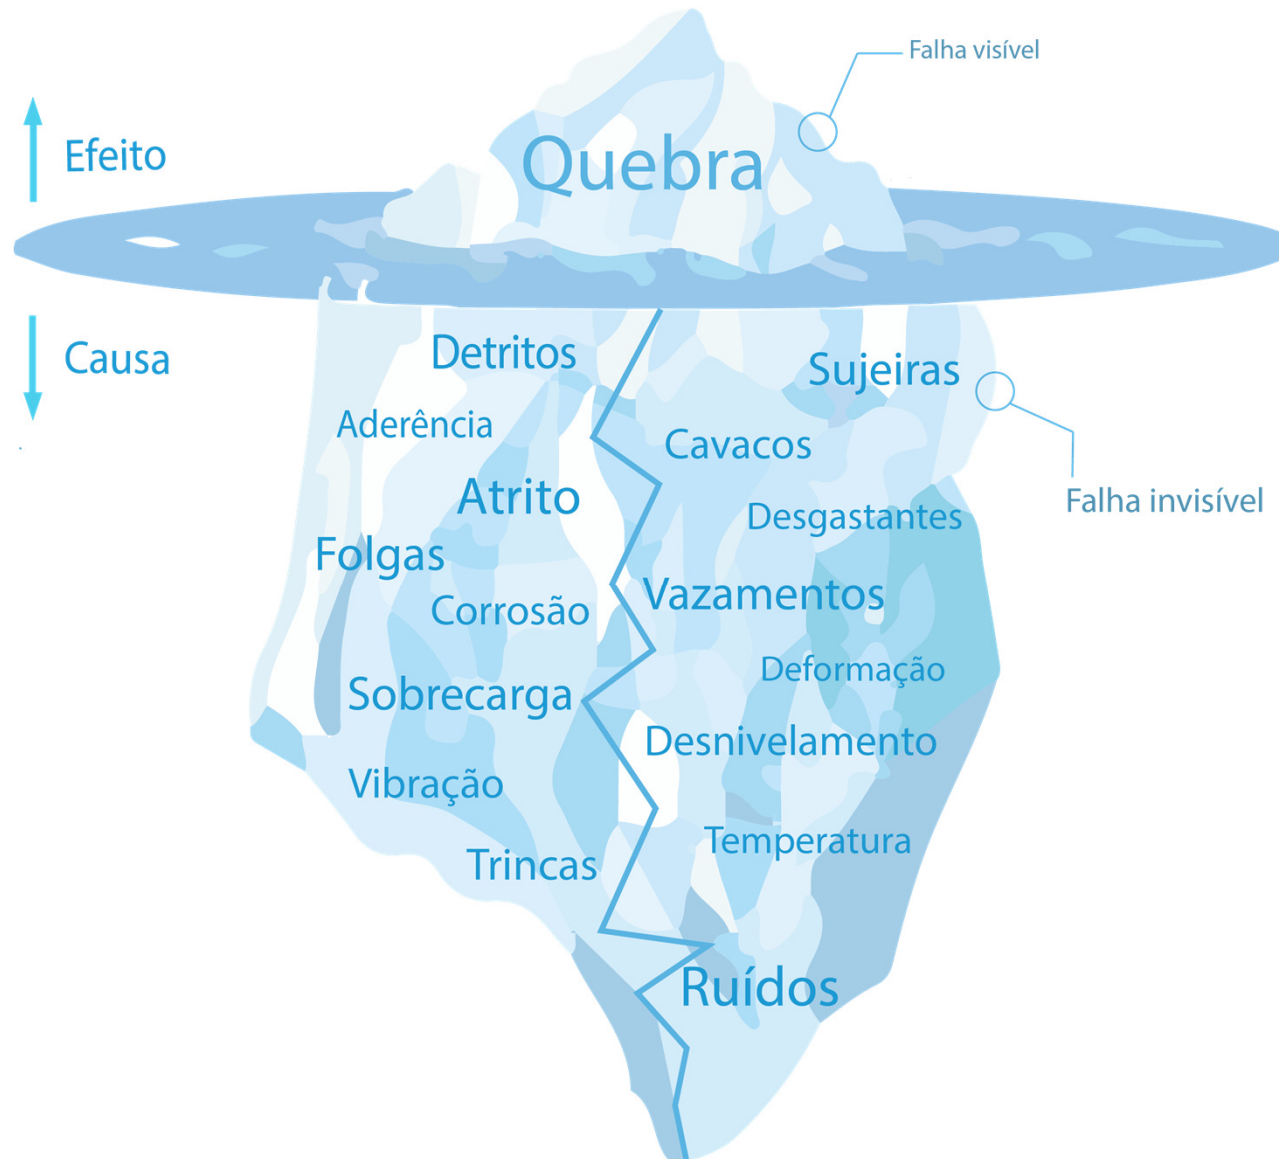 Falha visível
Quebra
Efeito
Causa
Detritos
Sujeiras
Aderência
Cavacos
Atrito
Falha invisível
Desgastantes
Folgas
Corrosão
Vazamentos
Deformação
Sobrecarga
Desnivelamento
Vibração
Temperatura
Trincas
Ruídos